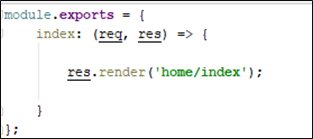 module.exports = {
    index: (req, res) => {
        res.render('home/index');
    }
};